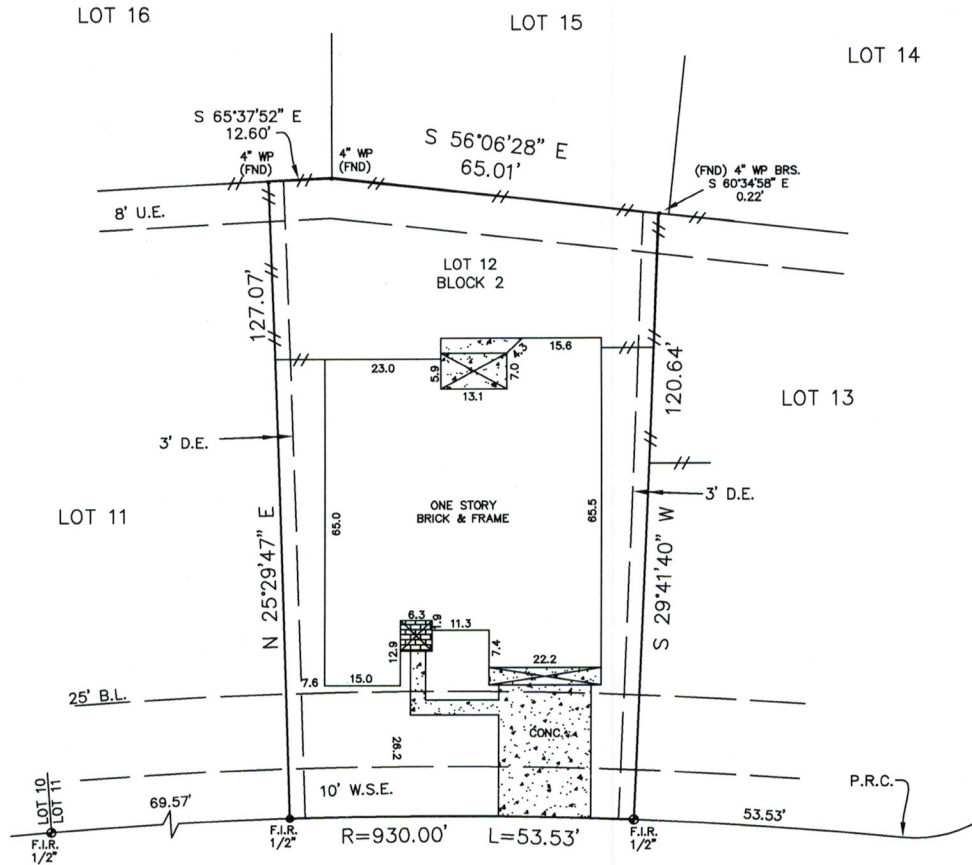 LOT 16
LOT 15
LOT 14
S 65°37'52" E
12.60'
4" WP
(FND)
4" WP
(FND)
S 56°06'28" E
65.01'
(FND) 4" WP BRS.
S 60°34'58" E
0.22'
8' U.E.
LOT 12
BLOCK 2
127.07'
N 25°29'47" E
23.0
5.9
13.1
4.3
7.0
15.6
120.64'
S 29°41'40" W
LOT 13
3' D.E.
3' D.E.
LOT 11
65.0
ONE STORY
BRICK & FRAME
65.5
6.3
1.9
11.3
12.9
7.4
22.2
7.6
15.0
25' B.L.
CONC.
26.2
10' W.S.E.
P.R.C.
LOT 10
LOT 11
69.57'
53.53'
F.I.R.
1/2"
F.I.R.
1/2"
R=930.00'
L=53.53'
F.I.R.
1/2"